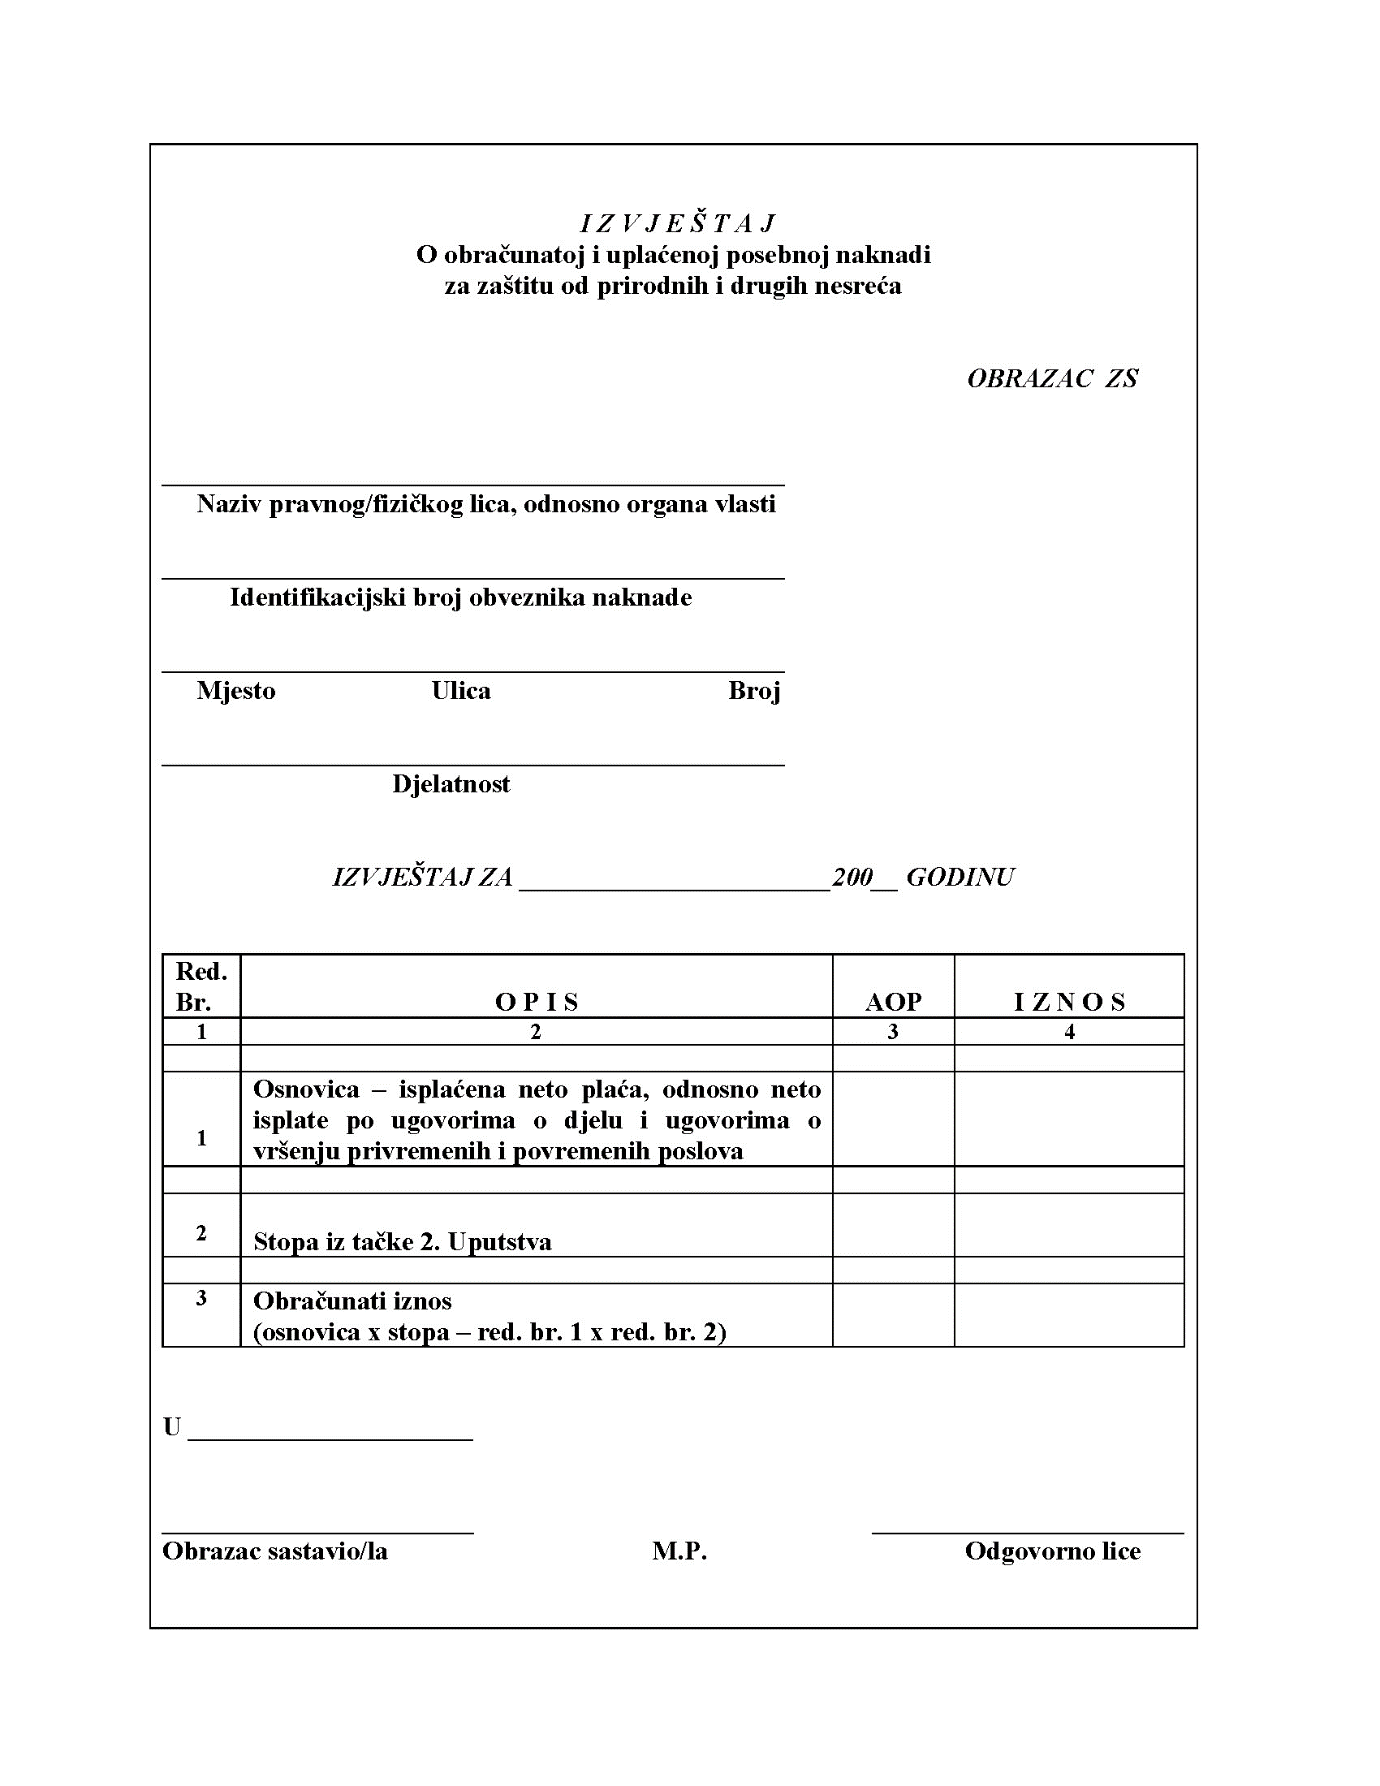 I Z V J E Š T A J
O obračunatoj i uplaćenoj posebnoj naknadi
za zaštitu od prirodnih i drugih nesreća
OBRAZAC ZS
Naziv pravnog/fizičkog lica, odnosno organa vlasti
Identifikacijski broj obveznika naknade
Mjesto Ulica Broj
Djelatnost
IZVJEŠTAJ ZA _______________________200__ GODINU
Red.
Br. O P I S AOP I Z N O S
1 2 3 4
Osnovica – isplaćena neto plaća, odnosno neto
isplate po ugovorima o djelu i ugovorima o
1 vršenju privremenih i povremenih poslova
2 Stopa iz tačke 2. Uputstva
3 Obračunati iznos
(osnovica x stopa – red. br. 1 x red. br. 2)
U _____________________
Obrazac sastavio/la M.P. Odgovorno lice